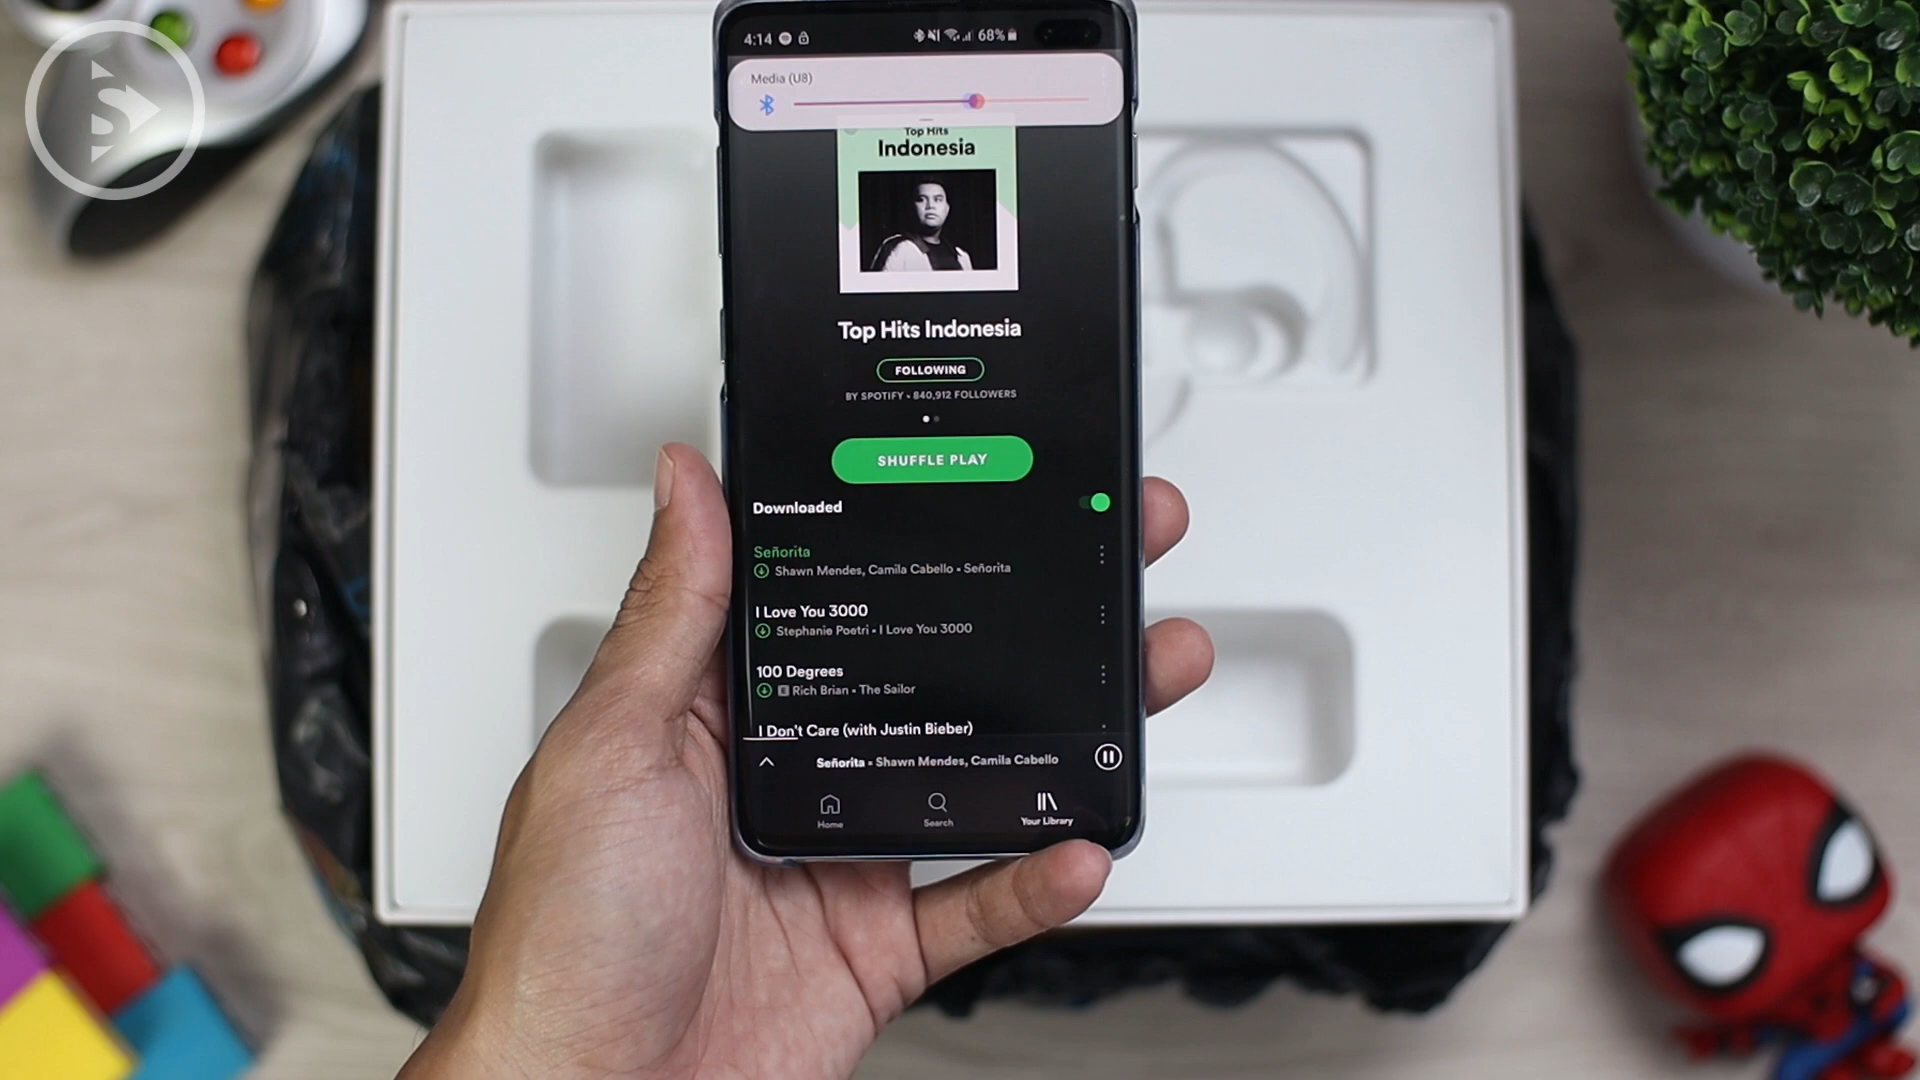 S
4:14
68%
Media (U8)
Top Hits
Indonesia
Top Hits Indonesia
FOLLOWING
BY SPOTIFY • 840,912 FOLLOWERS
SHUFFLE PLAY
Downloaded
Señorita
Shawn Mendes, Camila Cabello • Señorita
I Love You 3000
Stephanie Poetri • I Love You 3000
100 Degrees
E Rich Brian • The Sailor
I Don't Care (with Justin Bieber)
Señorita • Shawn Mendes, Camila Cabello
Home
Search
Your Library